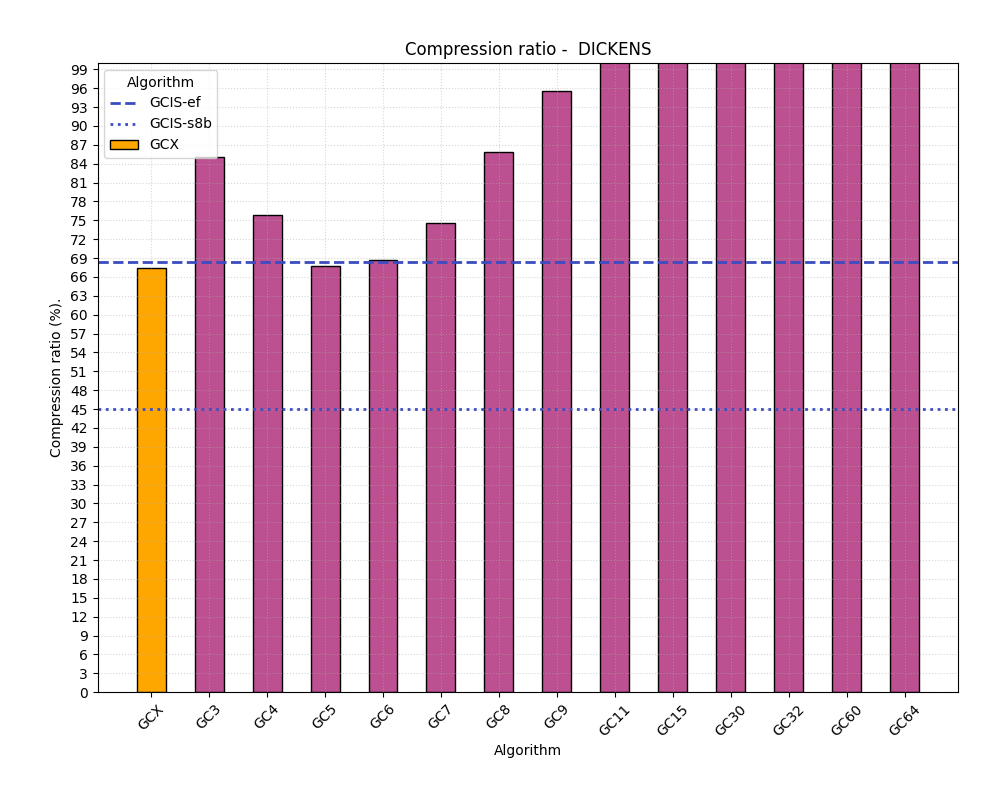 Compression ratio -  DICKENS
Algorithm
GCIS-ef
GCIS-s8b
GCX
Compression ratio (%).
99
96
93
90
87
84
81
78
75
72
69
66
63
60
57
54
51
48
45
42
39
36
33
30
27
24
21
18
15
12
9
6
3
0
GCX
GC3
GC4
GC5
GC6
GC7
GC8
GC9
GC11
GC15
GC30
GC32
GC60
GC64
Algorithm